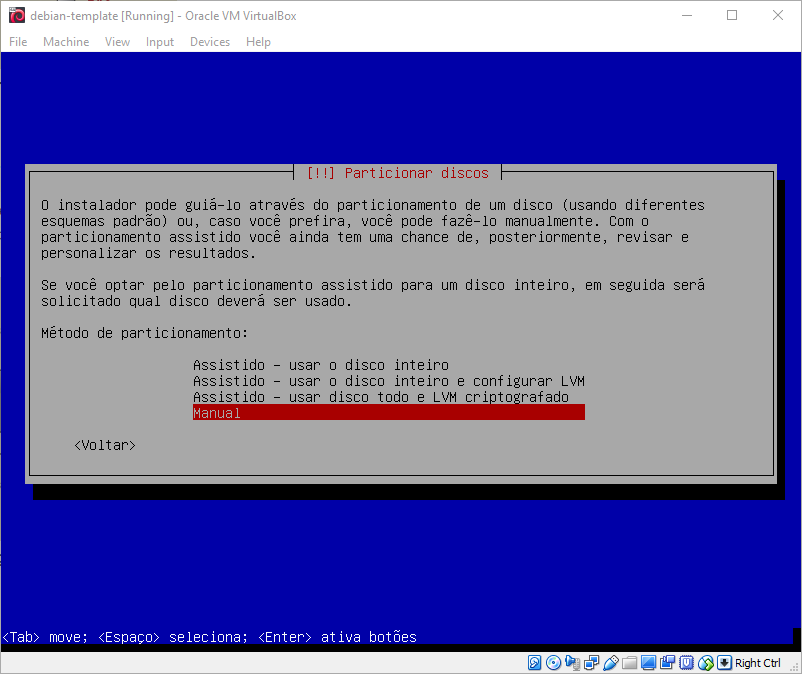 debian-template [Running] - Oracle VM VirtualBox
File Machine View Input Devices Help
[!!] Particionar discos
O instalador pode guiá-lo através do particionamento de um disco (usando diferentes
esquemas padrão) ou, caso você prefira, você pode fazê-lo manualmente. Com o
particionamento assistido você ainda tem uma chance de, posteriormente, revisar e
personalizar os resultados.
Se você optar pelo particionamento assistido para um disco inteiro, em seguida será
solicitado qual disco deverá ser usado.
Método de particionamento:
Assistido - usar o disco inteiro
Assistido - usar o disco inteiro e configurar LVM
Assistido - usar disco todo e LVM criptografado
Manual
<Voltar>
<Tab> move; <Espaço> seleciona; <Enter> ativa botões
Right Ctrl